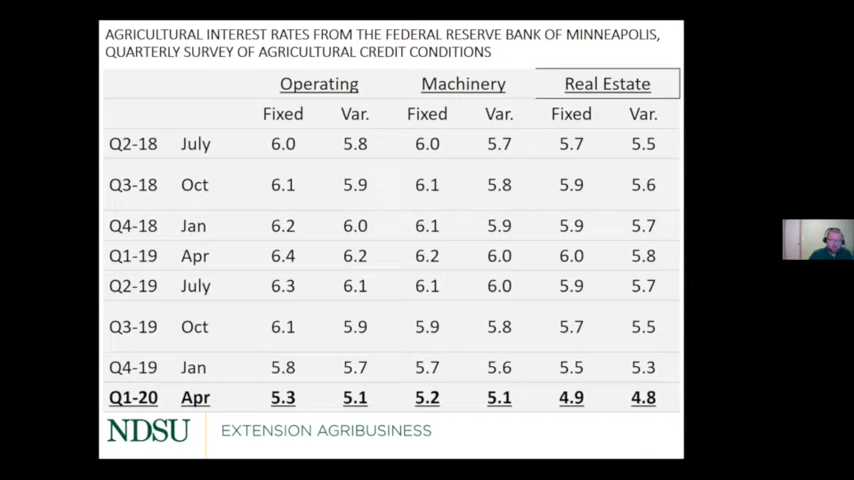 AGRICULTURAL INTEREST RATES FROM THE FEDERAL RESERVE BANK OF MINNEAPOLIS,
QUARTERLY SURVEY OF AGRICULTURAL CREDIT CONDITIONS
Operating Machinery Real Estate
Fixed Var. Fixed Var. Fixed Var.
Q2-18 July 6.0 5.8 6.0 5.7 5.7 5.5
Q3-18 Oct 6.1 5.9 6.1 5.8 5.9 5.6
Q4-18 Jan 6.2 6.0 6.1 5.9 5.9 5.7
Q1-19 Apr 6.4 6.2 6.2 6.0 6.0 5.8
Q2-19 July 6.3 6.1 6.1 6.0 5.9 5.7
Q3-19 Oct 6.1 5.9 5.9 5.8 5.7 5.5
Q4-19 Jan 5.8 5.7 5.7 5.6 5.5 5.3
Q1-20 Apr 5.3 5.1 5.2 5.1 4.9 4.8
NDSU EXTENSION AGRIBUSINESS